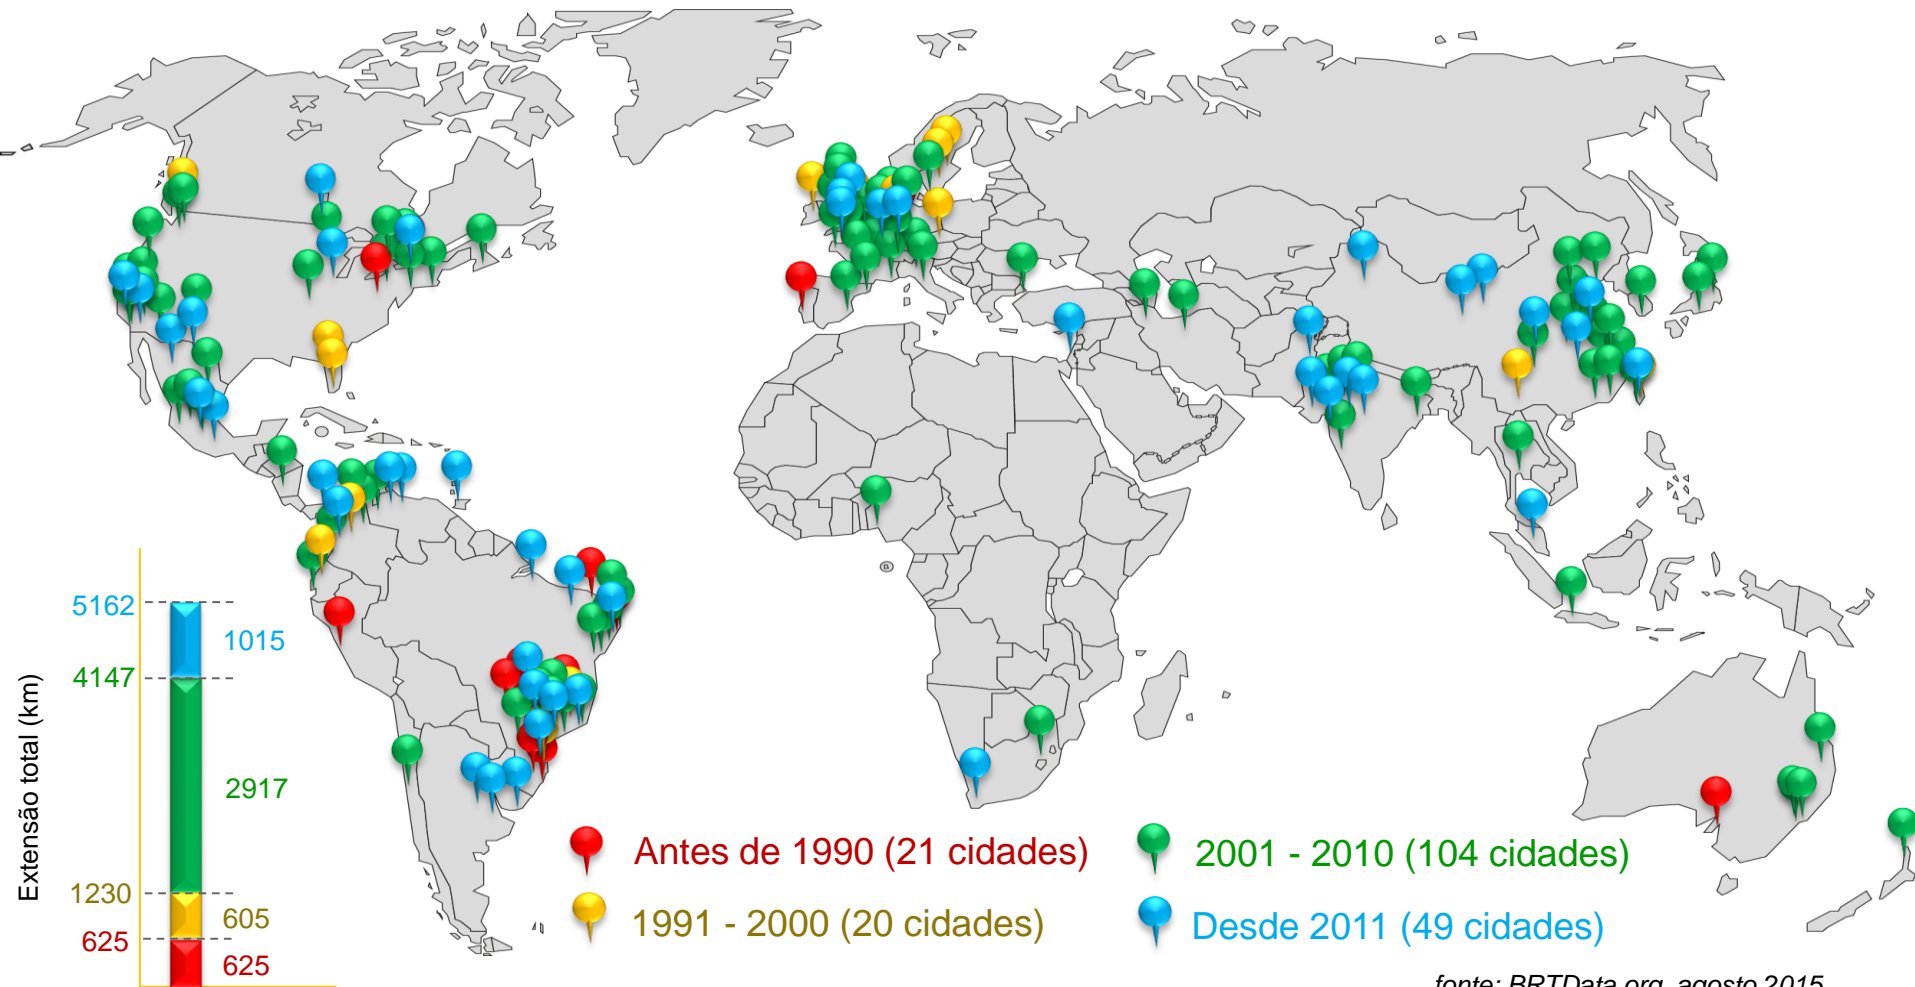 5162
1015
4147
2917
1230
605
625
625
Extensão total (km)
Antes de 1990 (21 cidades)
1991 - 2000 (20 cidades)
2001 - 2010 (104 cidades)
Desde 2011 (49 cidades)
fonte: BRTData.org, agosto 2015